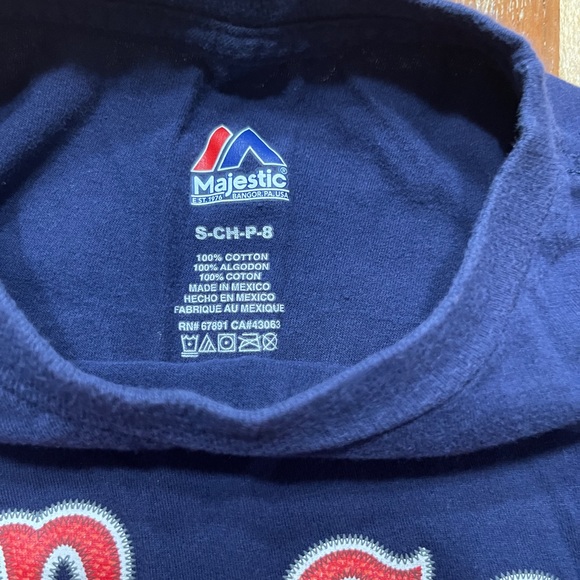 Majestic®
EST. 1976 BANGOR, PA, USA
S-CH-P-8
100% COTTON
100% ALGODON
100% COTON
MADE IN MEXICO
HECHO EN MEXICO
FABRIQUE AU MEXIQUE
RN# 67891 CA#43063